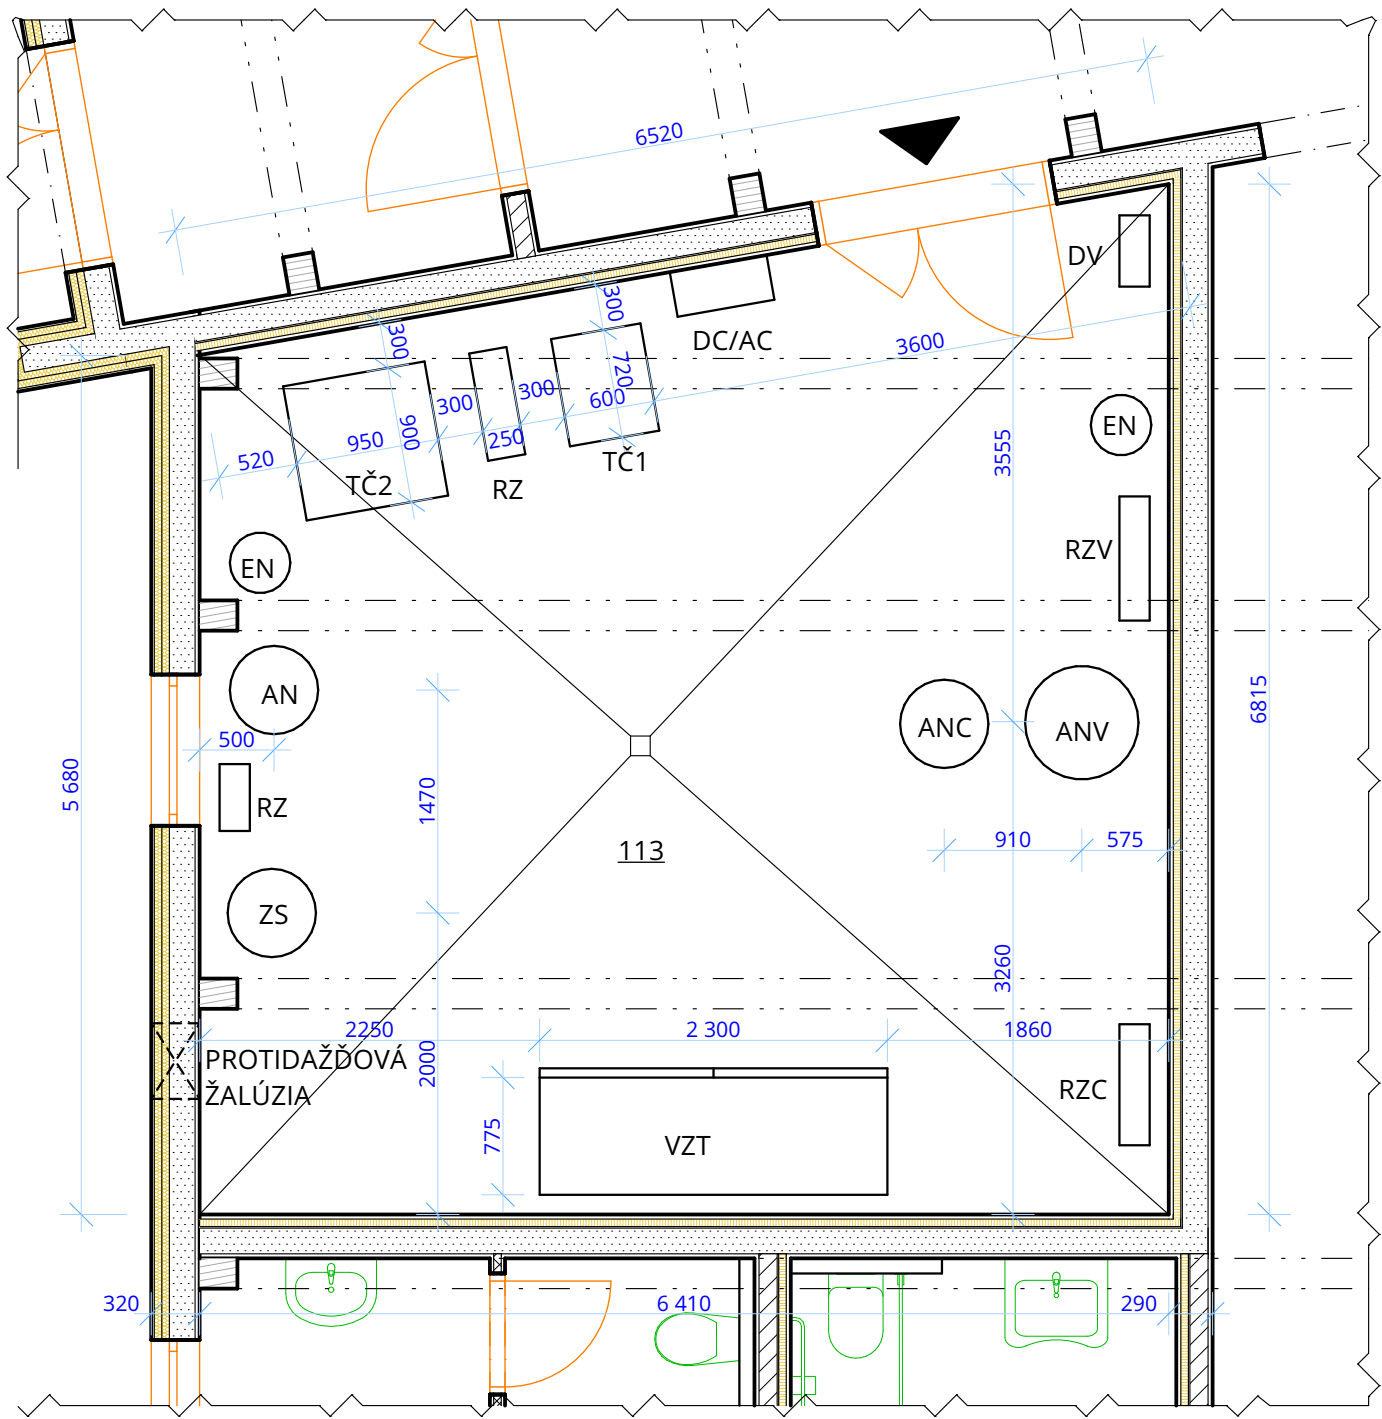 6520
DV
300
300
DC/AC
3600
720
600
300
300
950
900
250
520
TČ2
RZ
TČ1
EN
3555
EN
RZV
AN
500
ANC
ANV
6815
5 680
1470
RZ
113
910
575
ZS
3260
2250
2 300
1860
PROTIDAŽĎOVÁ
ŽALÚZIA
2000
RZC
775
VZT
320
6 410
290